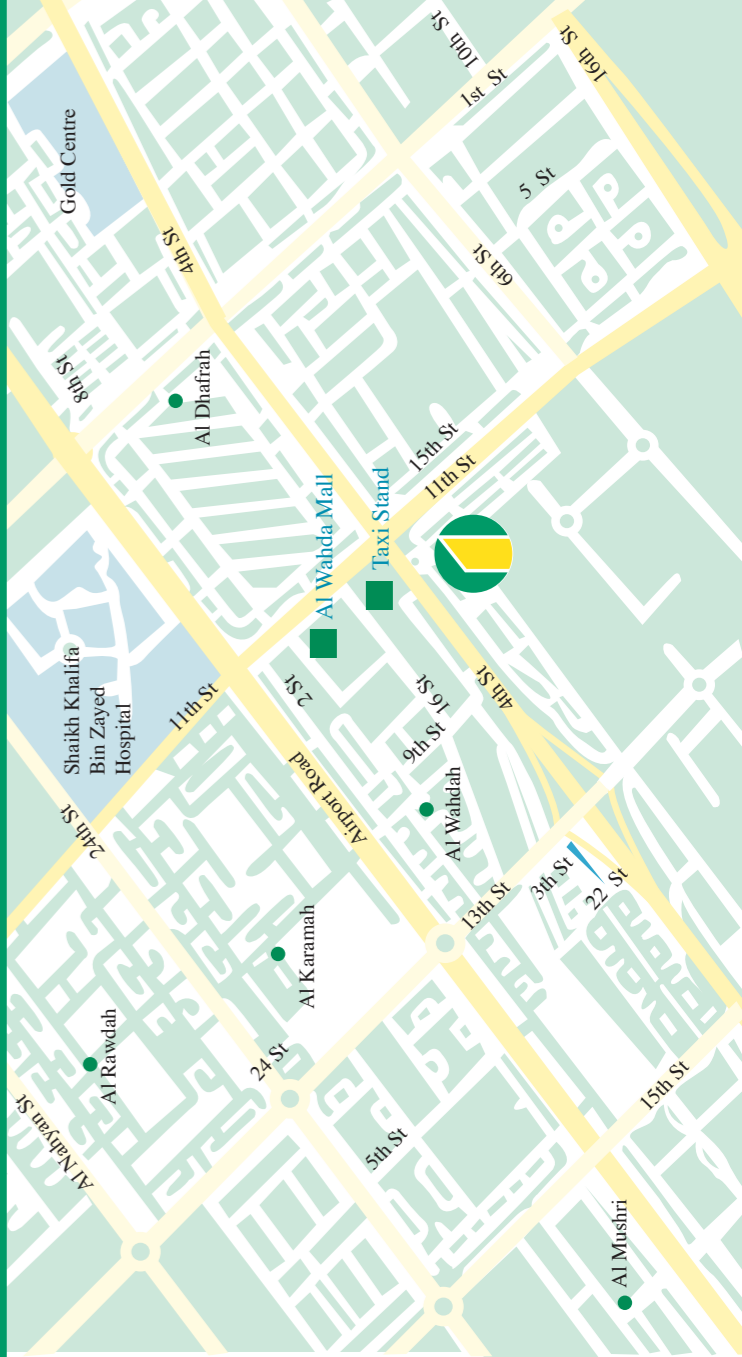 Al Nahyan St
Al Rawdah
24th St
Shaikh Khalifa
Bin Zayed
Hospital
11th St
8th St
Gold Centre
4th St
Al Dhafrah
10th St
1st St
16th St
5 St
6th St
15th St
11th St
Al Wahda Mall
Taxi Stand
2 St
16 St
4th St
9th St
Airport Road
Al Wahdah
Al Karamah
13th St
3th St
22 St
24 St
5th St
15th St
Al Mushri